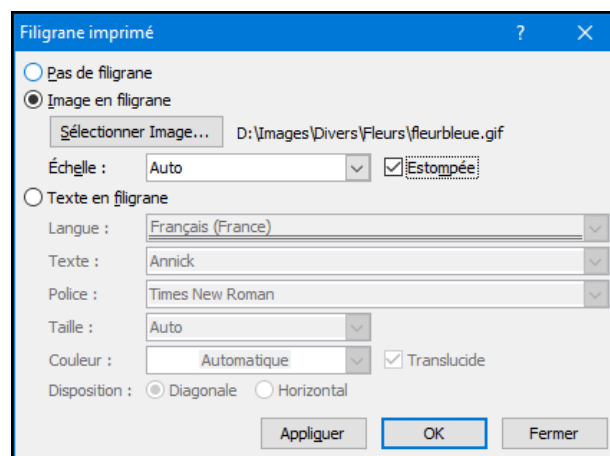 Filigrane imprimé ?
Pas de filigrane
Image en filigrane
Sélectionner Image... D:\Images\Divers\Fleurs\fleurbleue.gif
Échelle : Auto Estompée
Texte en filigrane
Langue : Français (France)
Texte : Annick
Police : Times New Roman
Taille : Auto
Couleur : Automatique Translucide
Disposition : Diagonale Horizontal
Appliquer OK Fermer